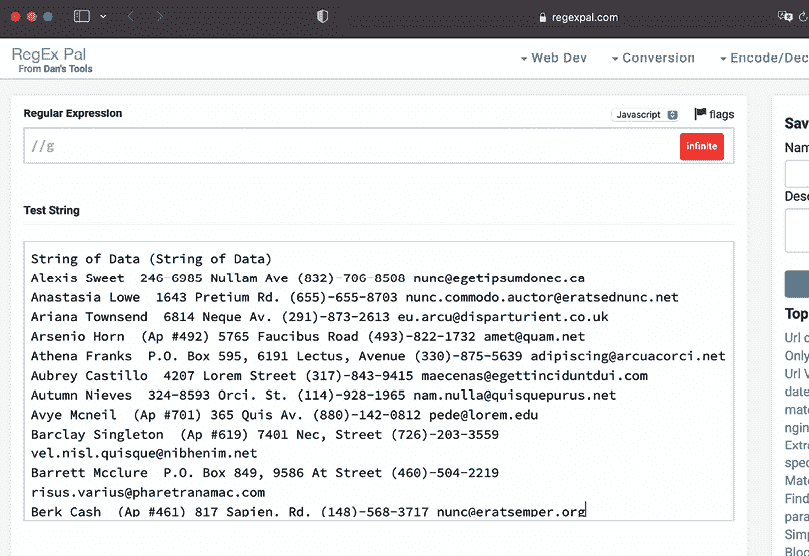 regexpal.com
RegEx Pal
From Dan's Tools
Web Dev
Conversion
Encode/Dec
Regular Expression
Javascript
flags
//g
infinite
Test String
String of Data (String of Data)
Alexis Sweet 246-6985 Nullam Ave (832)-706-8508 nunc@egetipsumdonec.ca
Anastasia Lowe 1643 Pretium Rd. (655)-655-8703 nunc.commodo.auctor@eratsednunc.net
Ariana Townsend 6814 Neque Av. (291)-873-2613 eu.arcu@disparturient.co.uk
Arsenio Horn (Ap #492) 5765 Faucibus Road (493)-822-1732 amet@quam.net
Athena Franks P.O. Box 595, 6191 Lectus, Avenue (330)-875-5639 adipiscing@arcuacorci.net
Aubrey Castillo 4207 Lorem Street (317)-843-9415 maecenas@egettinciduntdui.com
Autumn Nieves 324-8593 Orci. St. (114)-928-1965 nam.nulla@quisquepurus.net
Avye Mcneil (Ap #701) 365 Quis Av. (880)-142-0812 pede@lorem.edu
Barclay Singleton (Ap #619) 7401 Nec, Street (726)-203-3559
vel.nisl.quisque@nibhenim.net
Barrett Mcclure P.O. Box 849, 9586 At Street (460)-504-2219
risus.varius@pharetranamac.com
Berk Cash (Ap #461) 817 Sapien, Rd. (148)-568-3717 nunc@eratsemper.org
Sav
Nam
Desc
Top
Url c
Only
Url V
date
mate
ngin
Extra
spec
Mate
Find
para
Simp
Bloc